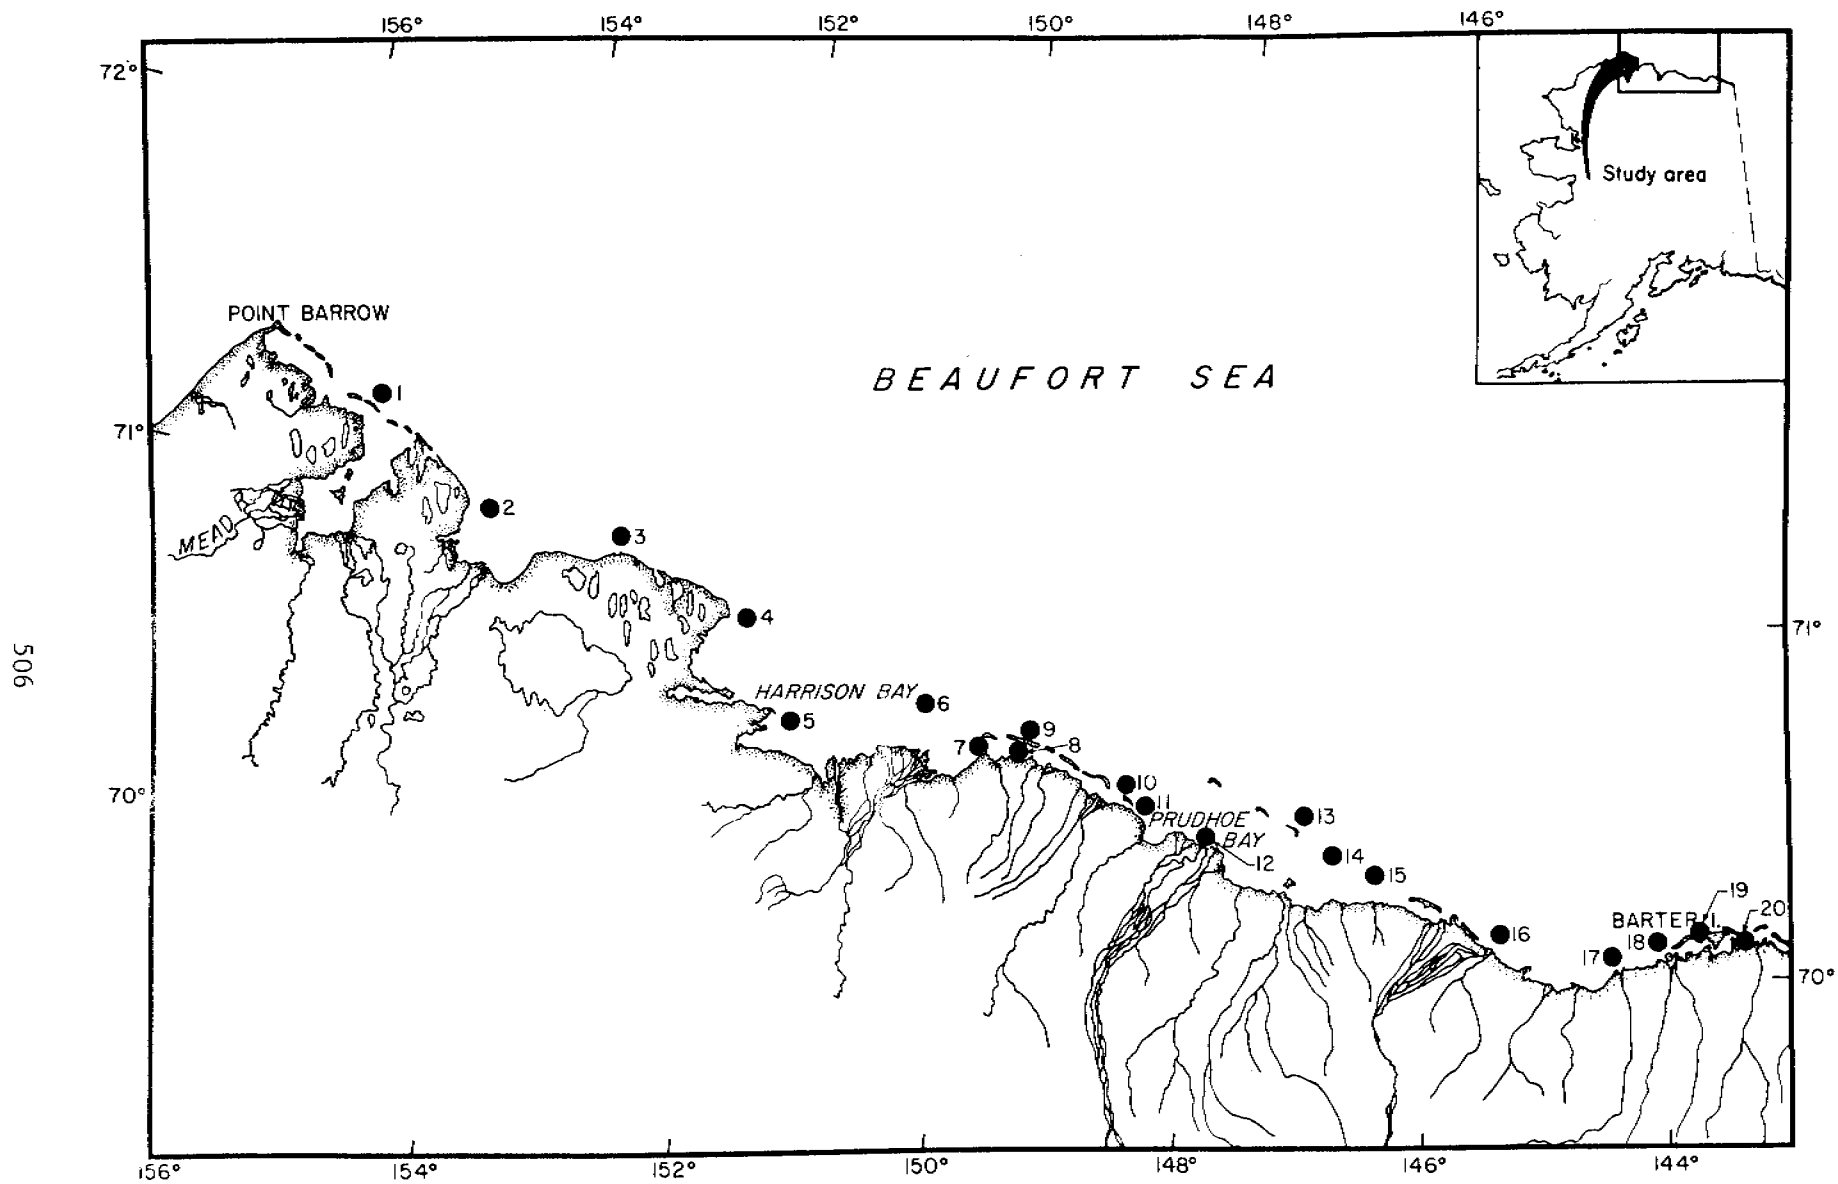 156° 154° 152° 150° 148° 146°
72°
Study area
POINT BARROW
BEAUFORT SEA
1
71°
2
MEAD
3
4
71°
506
HARRISON BAY
6
5
9
7
8
10
70°
11
PRUDHOE
BAY
13
12
14
15
19
20
BARTER I.
16
18
17
70°
156° 154° 152° 150° 148° 146° 144°